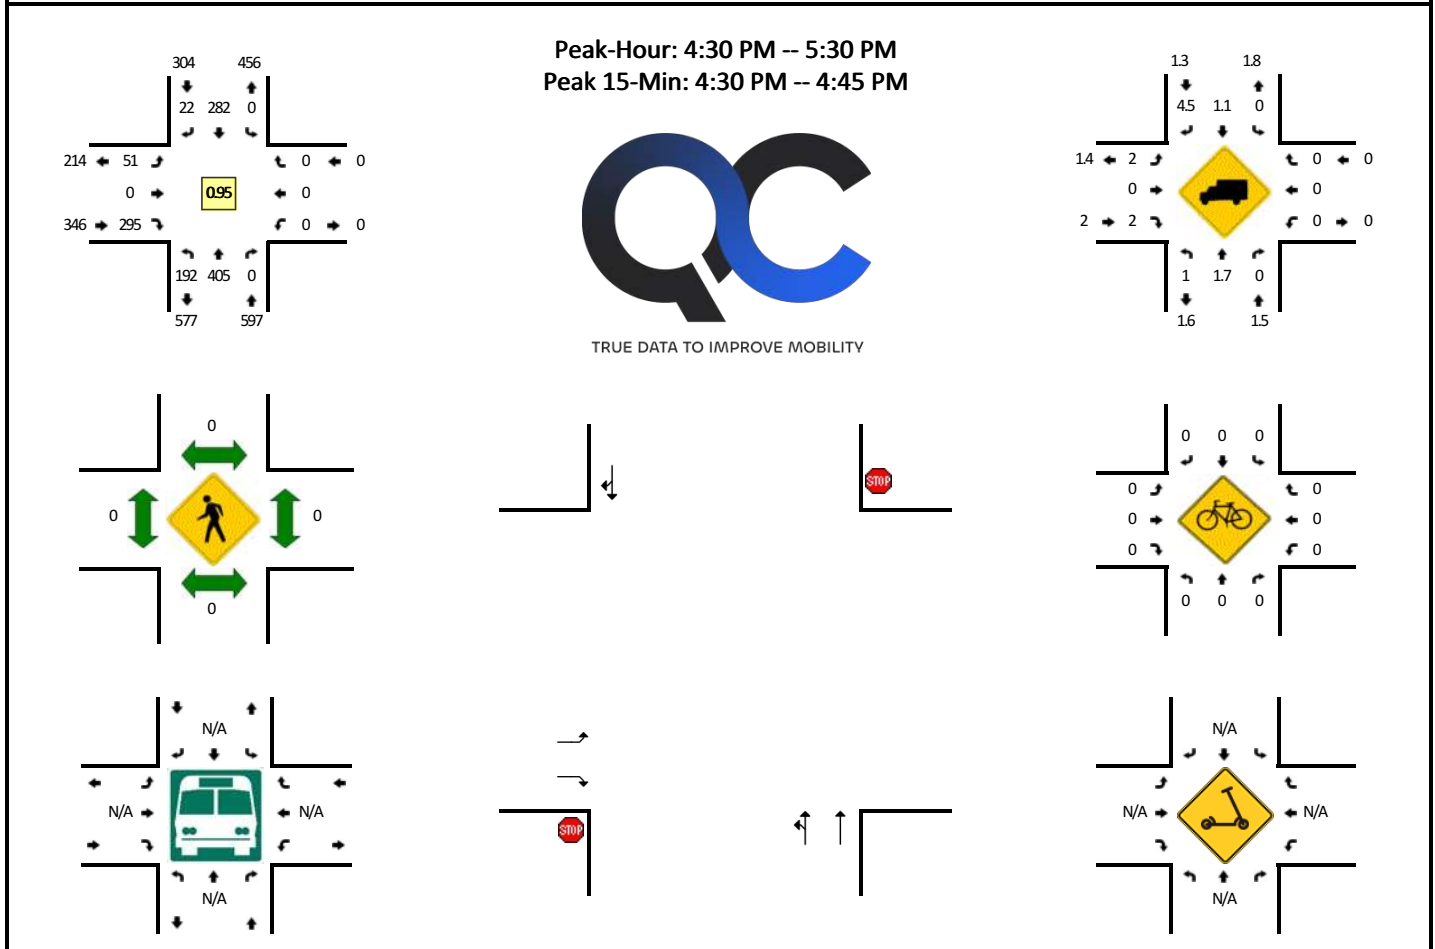 Peak-Hour: 4:30 PM -- 5:30 PM
Peak 15-Min: 4:30 PM -- 4:45 PM
304 456
22 282 0
214 51 0 0
0 0.95 0
346 295 0 0
192 405 0
577 597
QC
TRUE DATA TO IMPROVE MOBILITY
1.3 1.8
4.5 1.1 0
1.4 2 0 0
0 0
2 2 0 0
1 1.7 0
1.6 1.5
0
0 0
0
STOP
STOP
0 0 0
0 0
0 0
0 0
0 0 0
N/A
N/A N/A
N/A
N/A
N/A N/A
N/A